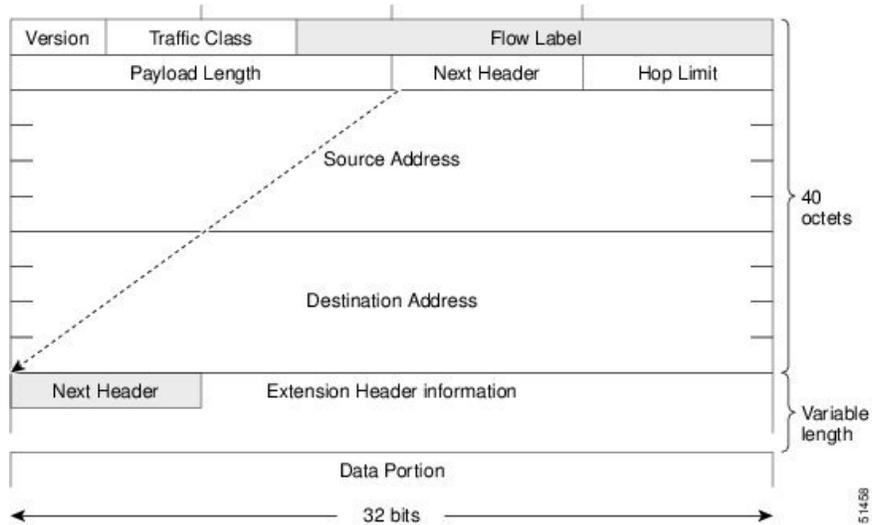 Version Traffic Class Flow Label
Payload Length Next Header Hop Limit
Source Address
40
octets
Destination Address
Next Header Extension Header information
Variable
length
Data Portion
32 bits
51458